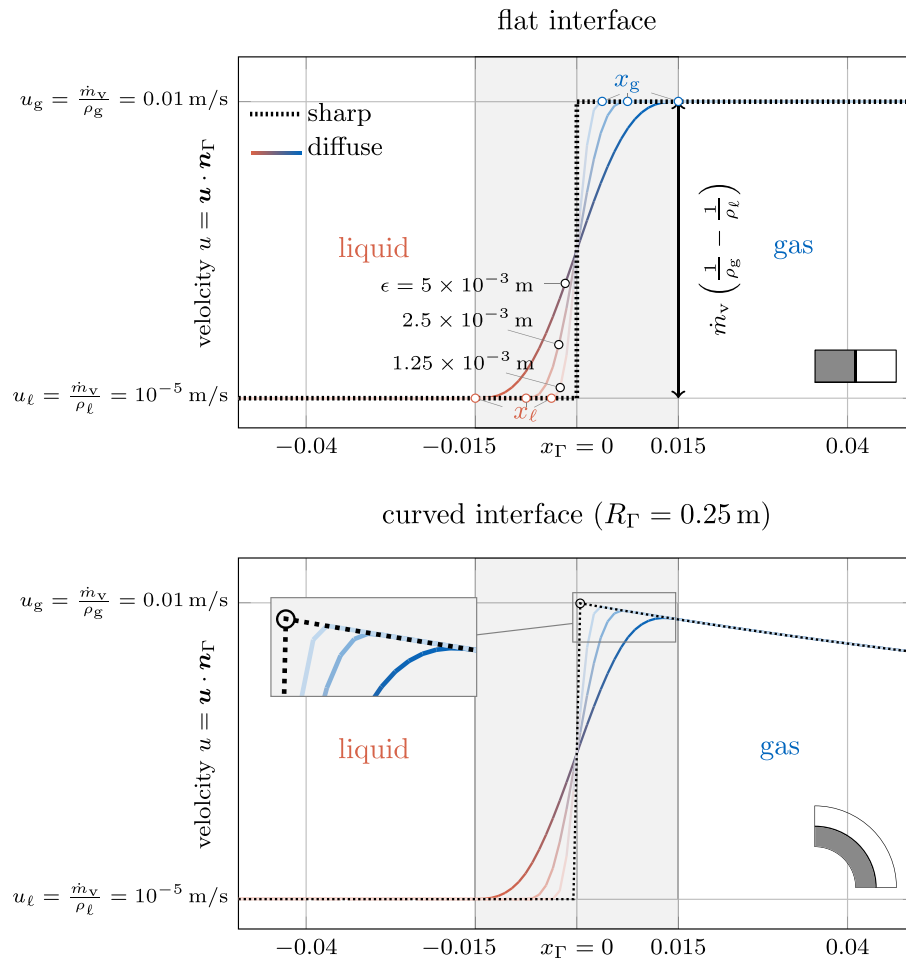 flat interface
u_g = ṁ_v/ρ_g = 0.01 m/s
x_g
sharp
diffuse
velolcity u = u · n_Γ
liquid
gas
ṁ_v (1/ρ_g − 1/ρ_ℓ)
ϵ = 5 × 10⁻³ m
2.5 × 10⁻³ m
1.25 × 10⁻³ m
u_ℓ = ṁ_v/ρ_ℓ = 10⁻⁵ m/s
x_ℓ
−0.04 −0.015 x_Γ = 0 0.015 0.04
curved interface (R_Γ = 0.25 m)
u_g = ṁ_v/ρ_g = 0.01 m/s
velolcity u = u · n_Γ
liquid
gas
u_ℓ = ṁ_v/ρ_ℓ = 10⁻⁵ m/s
−0.04 −0.015 x_Γ = 0 0.015 0.04